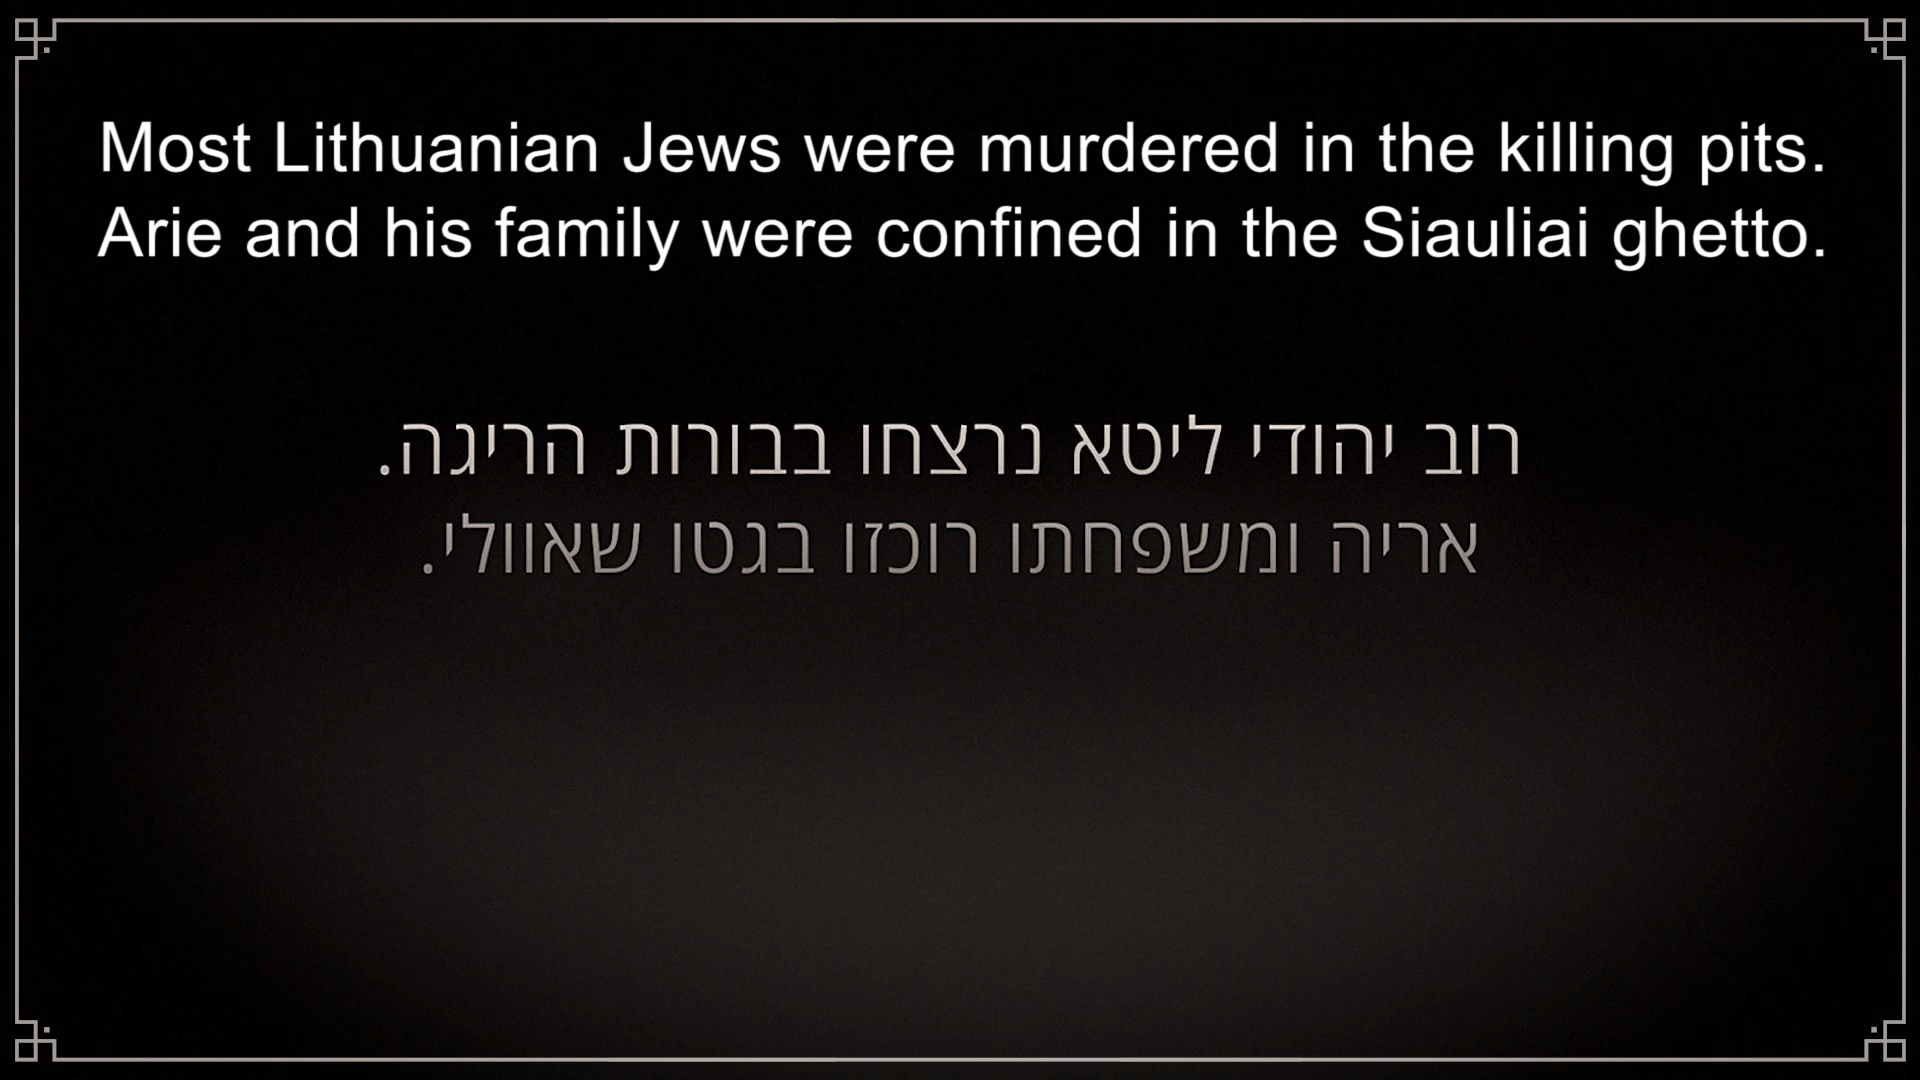 Most Lithuanian Jews were murdered in the killing pits.
Arie and his family were confined in the Siauliai ghetto.
רוב יהודי ליטא נרצחו בבורות הריגה.
אריה ומשפחתו רוכזו בגטו שאוולי.